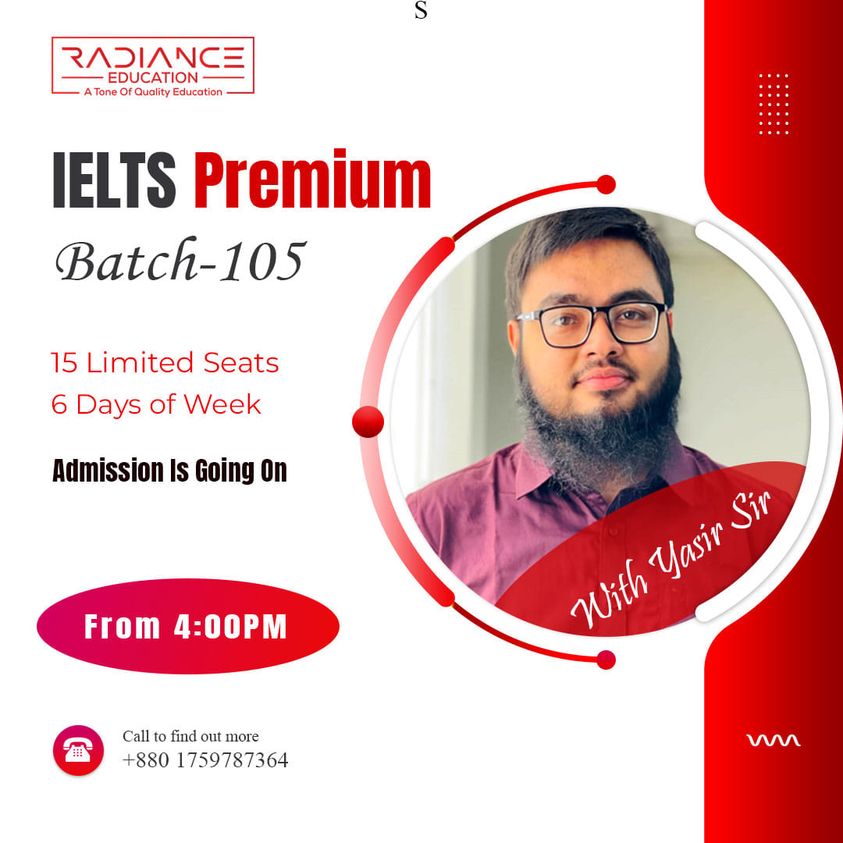 S
RADIANCE
EDUCATION
A Tone Of Quality Education
IELTS Premium
Batch-105
15 Limited Seats
6 Days of Week
Admission Is Going On
With Yasir Sir
From 4:00PM
Call to find out more
+880 1759787364